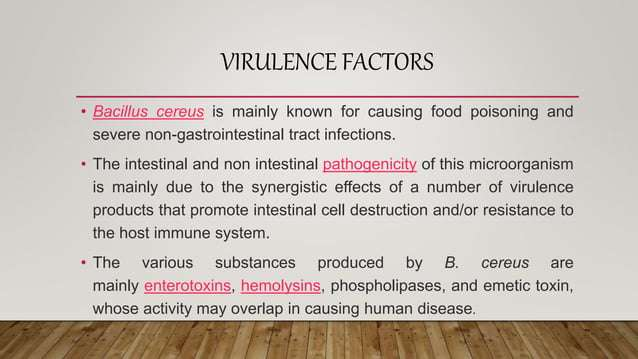 VIRULENCE FACTORS
• Bacillus cereus is mainly known for causing food poisoning and
severe non-gastrointestinal tract infections.
• The intestinal and non intestinal pathogenicity of this microorganism
is mainly due to the synergistic effects of a number of virulence
products that promote intestinal cell destruction and/or resistance to
the host immune system.
• The various substances produced by B. cereus are
mainly enterotoxins, hemolysins, phospholipases, and emetic toxin,
whose activity may overlap in causing human disease.